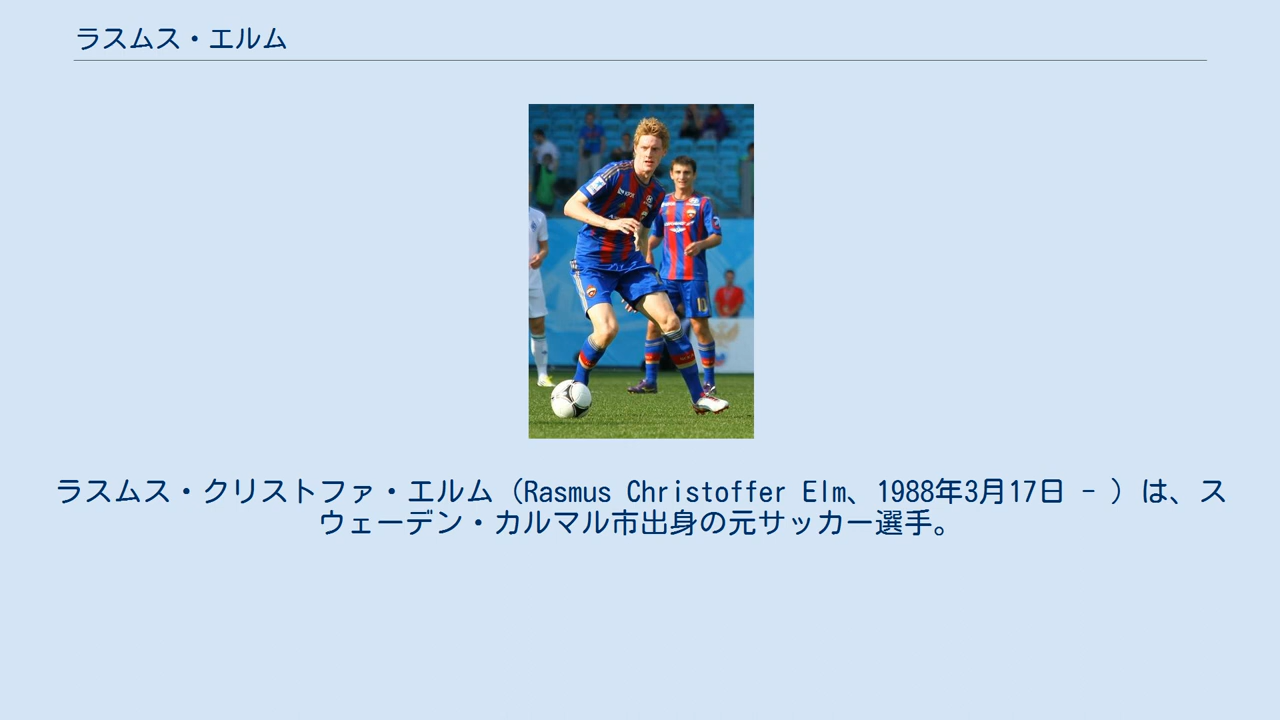 ラスムス・エルム
ラスムス・クリストファ・エルム（Rasmus Christoffer Elm、1988年3月17日 - ）は、ス
ウェーデン・カルマル市出身の元サッカー選手。